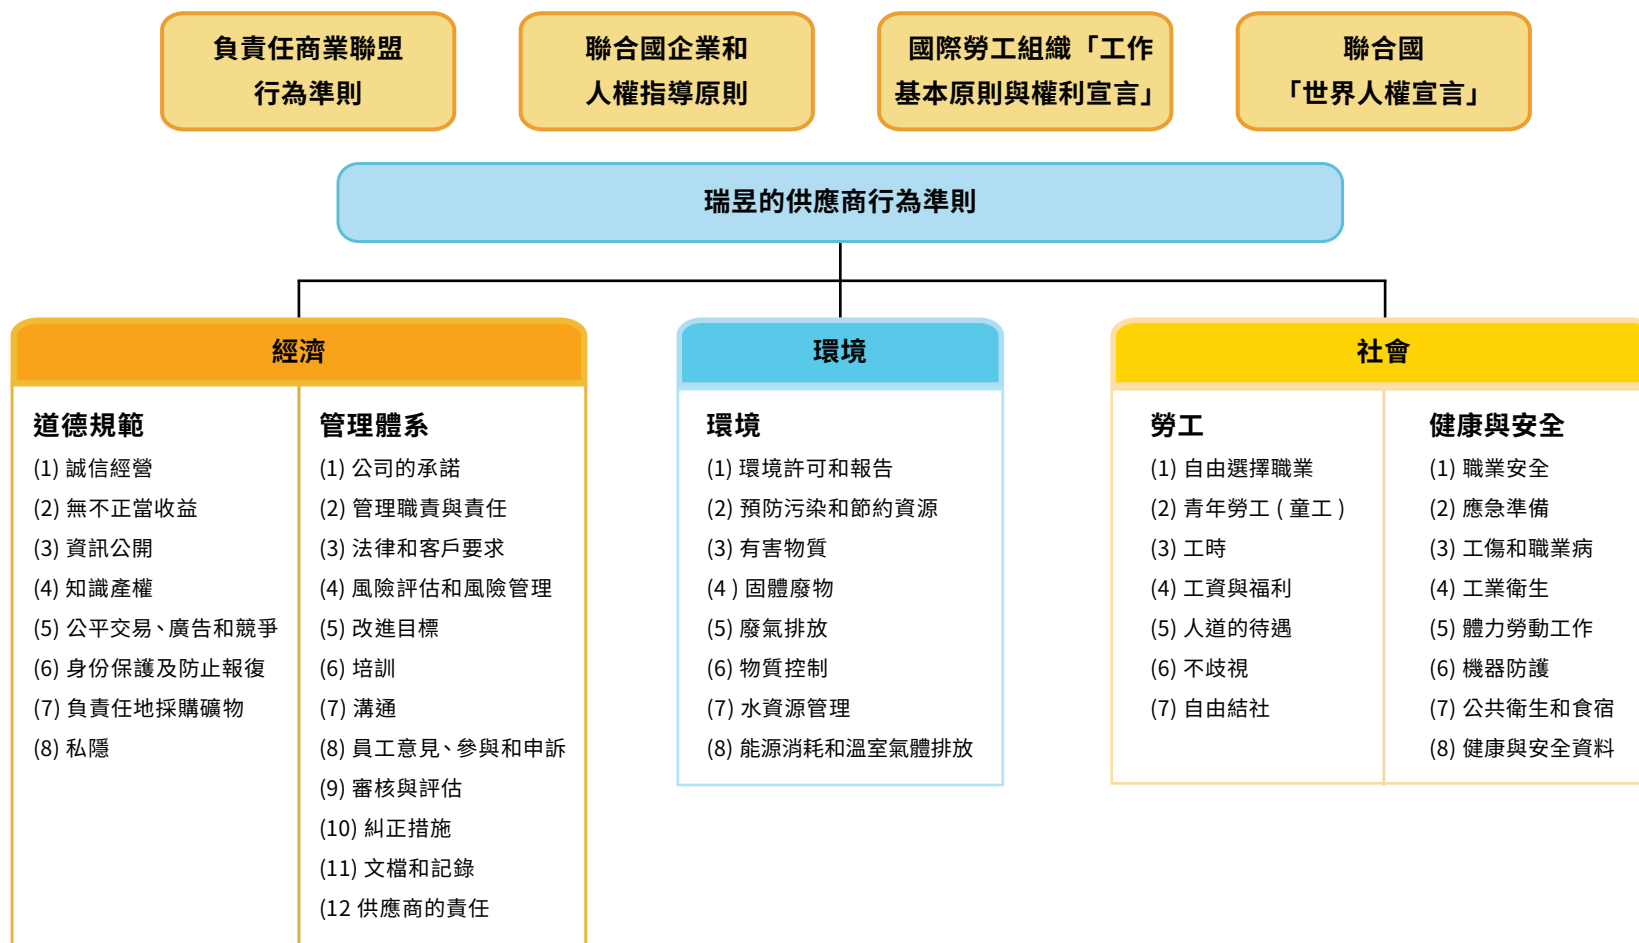 負責任商業聯盟
行為準則
聯合國企業和
人權指導原則
國際勞工組織「工作
基本原則與權利宣言」
聯合國
「世界人權宣言」
瑞昱的供應商行為準則
經濟
道德規範
(1) 誠信經營
(2) 無不正當收益
(3) 資訊公開
(4) 知識產權
(5) 公平交易、廣告和競爭
(6) 身份保護及防止報復
(7) 負責任地採購礦物
(8) 私隱
管理體系
(1) 公司的承諾
(2) 管理職責與責任
(3) 法律和客戶要求
(4) 風險評估和風險管理
(5) 改進目標
(6) 培訓
(7) 溝通
(8) 員工意見、參與和申訴
(9) 審核與評估
(10) 糾正措施
(11) 文檔和記錄
(12 供應商的責任
環境
環境
(1) 環境許可和報告
(2) 預防污染和節約資源
(3) 有害物質
(4 ) 固體廢物
(5) 廢氣排放
(6) 物質控制
(7) 水資源管理
(8) 能源消耗和溫室氣體排放
社會
勞工
(1) 自由選擇職業
(2) 青年勞工 ( 童工 )
(3) 工時
(4) 工資與福利
(5) 人道的待遇
(6) 不歧視
(7) 自由結社
健康與安全
(1) 職業安全
(2) 應急準備
(3) 工傷和職業病
(4) 工業衛生
(5) 體力勞動工作
(6) 機器防護
(7) 公共衛生和食宿
(8) 健康與安全資料